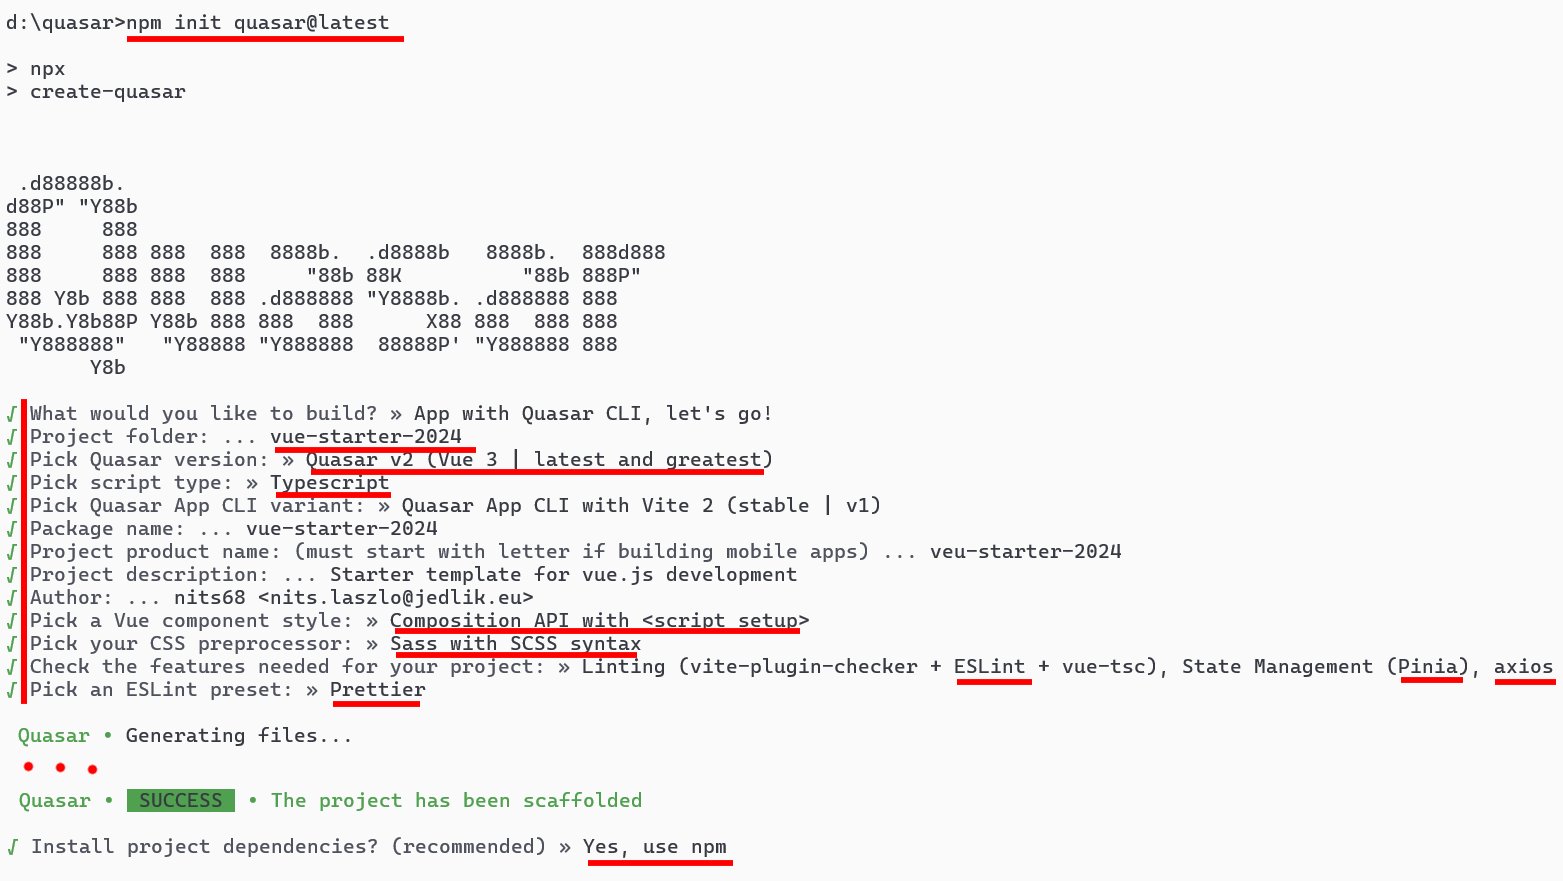 d:\quasar>npm init quasar@latest
> npx
> create-quasar
 .d88888b.
d88P" "Y88b
888     888
888     888 888  888  8888b.  .d8888b   8888b.  888d888
888     888 888  888     "88b 88K          "88b 888P"
888 Y8b 888 888  888 .d888888 "Y8888b. .d888888 888
Y88b.Y8b88P Y88b 888 888  888      X88 888  888 888
 "Y888888"   "Y88888 "Y888888  88888P' "Y888888 888
       Y8b
√ What would you like to build? » App with Quasar CLI, let's go!
√ Project folder: ... vue-starter-2024
√ Pick Quasar version: » Quasar v2 (Vue 3 | latest and greatest)
√ Pick script type: » Typescript
√ Pick Quasar App CLI variant: » Quasar App CLI with Vite 2 (stable | v1)
√ Package name: ... vue-starter-2024
√ Project product name: (must start with letter if building mobile apps) ... veu-starter-2024
√ Project description: ... Starter template for vue.js development
√ Author: ... nits68 <nits.laszlo@jedlik.eu>
√ Pick a Vue component style: » Composition API with <script setup>
√ Pick your CSS preprocessor: » Sass with SCSS syntax
√ Check the features needed for your project: » Linting (vite-plugin-checker + ESLint + vue-tsc), State Management (Pinia), axios
√ Pick an ESLint preset: » Prettier
Quasar • Generating files...
Quasar • SUCCESS • The project has been scaffolded
√ Install project dependencies? (recommended) » Yes, use npm